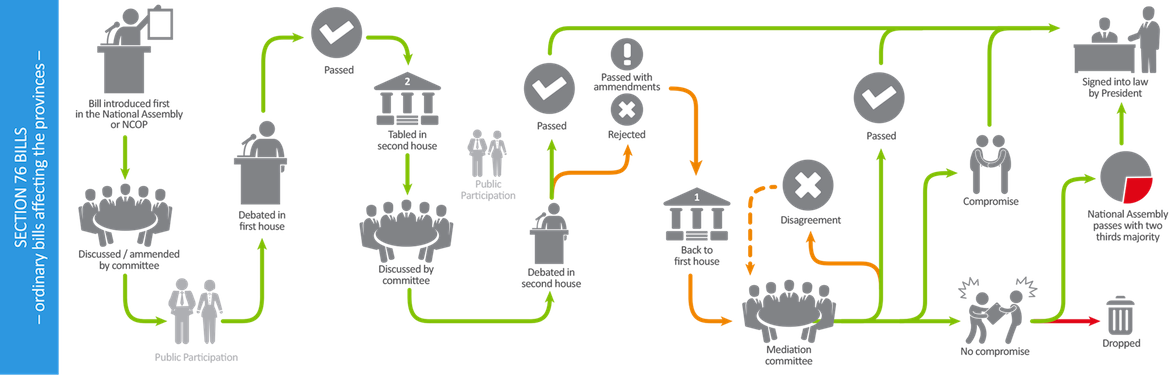 SECTION 76 BILLS
– ordinary bills affecting the provinces –
Bill introduced first
in the National Assembly
or NCOP
Discussed / ammended
by committee
Public Participation
Debated in
first house
Passed
2
Tabled in
second house
Discussed by
committee
Public
Participation
Debated in
second house
Passed
Passed with
ammendments
Rejected
1
Back to
first house
Disagreement
Mediation
committee
Passed
Compromise
No compromise
Signed into law
by President
National Assembly
passes with two
thirds majority
Dropped